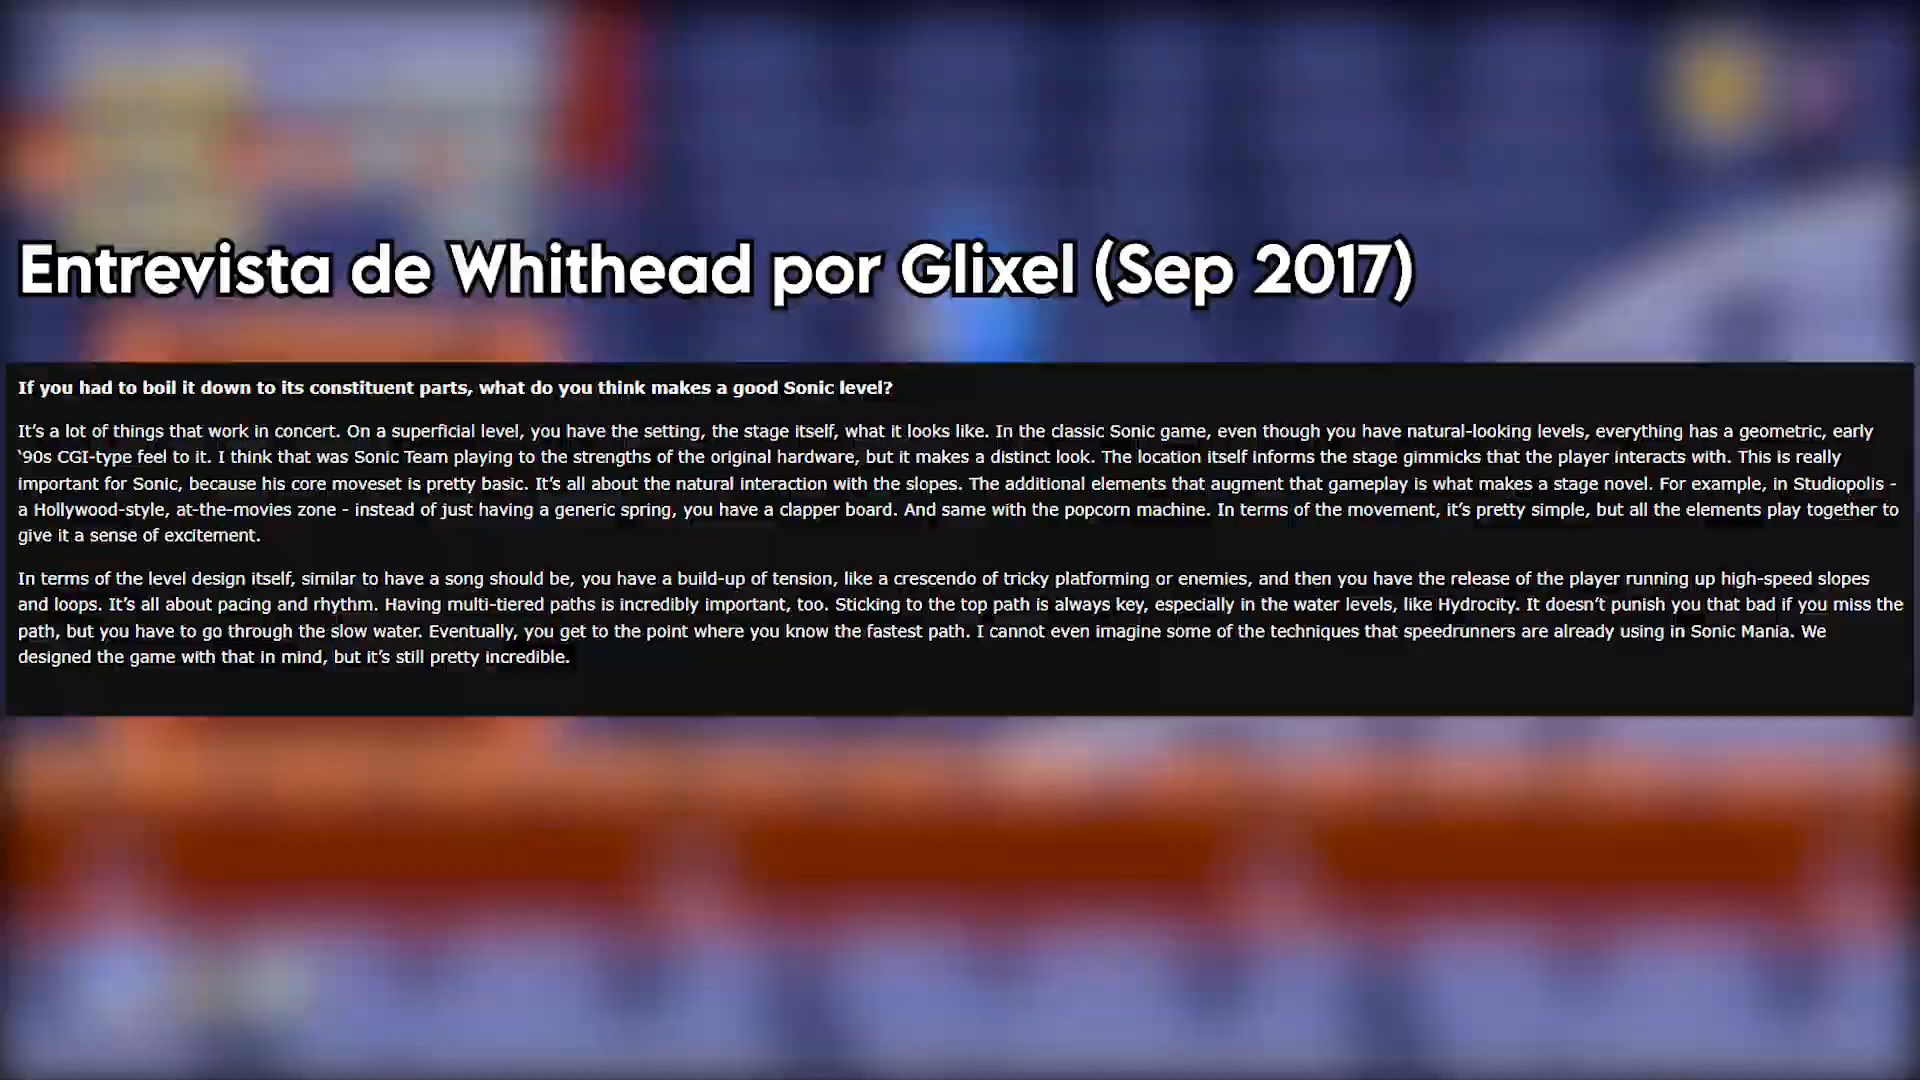 Entrevista de Whithead por Glixel (Sep 2017)
If you had to boil it down to its constituent parts, what do you think makes a good Sonic level?
It’s a lot of things that work in concert. On a superficial level, you have the setting, the stage itself, what it looks like. In the classic Sonic game, even though you have natural-looking levels, everything has a geometric, early
‘90s CGI-type feel to it. I think that was Sonic Team playing to the strengths of the original hardware, but it makes a distinct look. The location itself informs the stage gimmicks that the player interacts with. This is really
important for Sonic, because his core moveset is pretty basic. It’s all about the natural interaction with the slopes. The additional elements that augment that gameplay is what makes a stage novel. For example, in Studiopolis -
a Hollywood-style, at-the-movies zone - instead of just having a generic spring, you have a clapper board. And same with the popcorn machine. In terms of the movement, it’s pretty simple, but all the elements play together to
give it a sense of excitement.
In terms of the level design itself, similar to have a song should be, you have a build-up of tension, like a crescendo of tricky platforming or enemies, and then you have the release of the player running up high-speed slopes
and loops. It’s all about pacing and rhythm. Having multi-tiered paths is incredibly important, too. Sticking to the top path is always key, especially in the water levels, like Hydrocity. It doesn’t punish you that bad if you miss the
path, but you have to go through the slow water. Eventually, you get to the point where you know the fastest path. I cannot even imagine some of the techniques that speedrunners are already using in Sonic Mania. We
designed the game with that in mind, but it’s still pretty incredible.